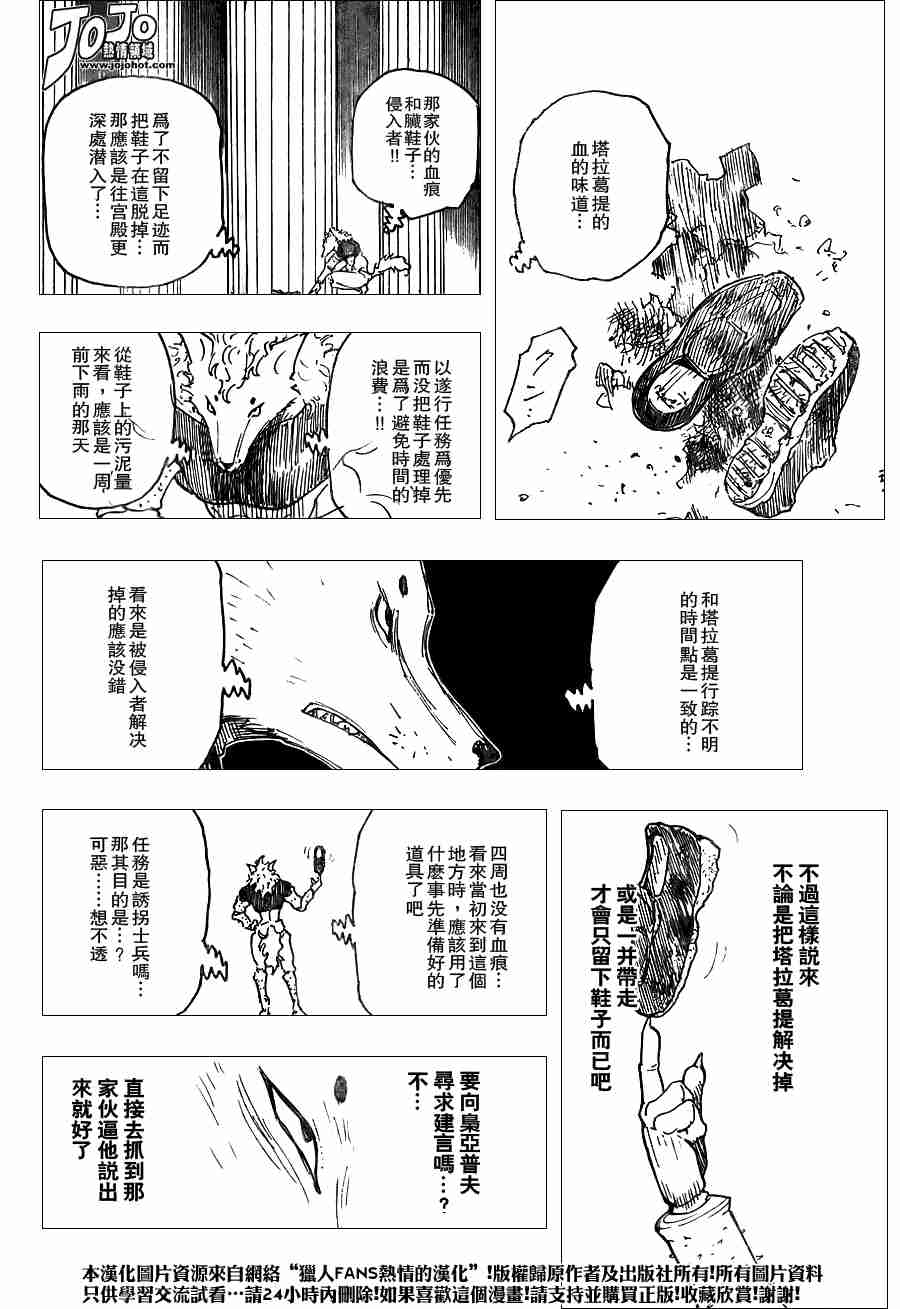 塔拉葛提的
血的味道…
那家伙的血痕
和臟鞋子…
侵入者!!
爲了不留下足迹而
把鞋子在這脱掉…
那應該是往宫殿更
深處潜入了…
JOJO
熱情領域
www.jojohot.com
以遂行任務爲優先
而没把鞋子處理掉
是爲了避免時間的
浪費…!!
從鞋子上的污泥量
來看，應該是一周
前下雨的那天
和塔拉葛提行踪不明
的時間點是一致的…
看來是被侵入者解决
掉的應該没錯
不過這樣説來
不論是把塔拉葛提解决掉
或是一并帶走
才會只留下鞋子而已吧
四周也没有血痕…
看來當初來到這個
地方時，應該用了
什麽事先準備好的
道具了吧
任務是誘拐士兵嗎…
那其目的是…?
可惡……想不透
要向梟亞普夫
尋求建言嗎…?
不…
直接去抓到那
家伙逼他説出
來就好了
本漢化圖片資源來自網絡“獵人FANS熱情的漢化”!版權歸原作者及出版社所有!所有圖片資料
只供學習交流試看…請24小時内删除!如果喜歡這個漫畫!請支持并購買正版!收藏欣賞!謝謝!